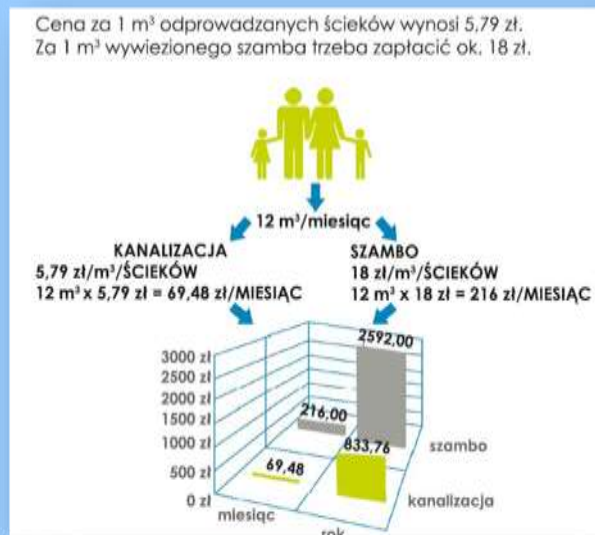 Cena za 1 m³ odprowadzanych ścieków wynosi 5,79 zł.
Za 1 m³ wywiezionego szamba trzeba zapłacić ok. 18 zł.
12 m³/miesiąc
KANALIZACJA
5,79 zł/m³/ŚCIEKÓW
12 m³ x 5,79 zł = 69,48 zł/MIESIĄC
SZAMBO
18 zł/m³/ŚCIEKÓW
12 m³ x 18 zł = 216 zł/MIESIĄC
3000 zł
2500 zł
2000 zł
1500 zł
1000 zł
500 zł
0 zł
2592,00
216,00
833,76
69,48
szambo
kanalizacja
miesiąc
rok